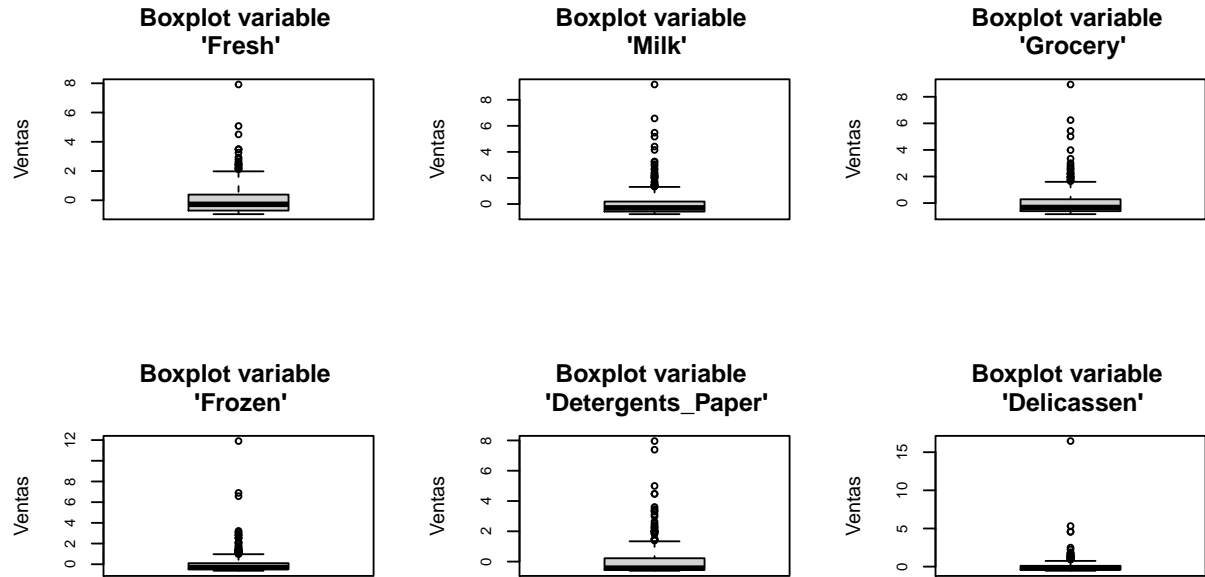 Boxplot variable
'Fresh'
Boxplot variable
'Milk'
Boxplot variable
'Grocery'
Ventas
8
6
4
2
0
Ventas
8
6
4
2
0
Ventas
8
6
4
2
0
Boxplot variable
'Frozen'
Boxplot variable
'Detergents_Paper'
Boxplot variable
'Delicassen'
Ventas
12
8
6
4
2
0
Ventas
8
6
4
2
0
Ventas
15
10
5
0